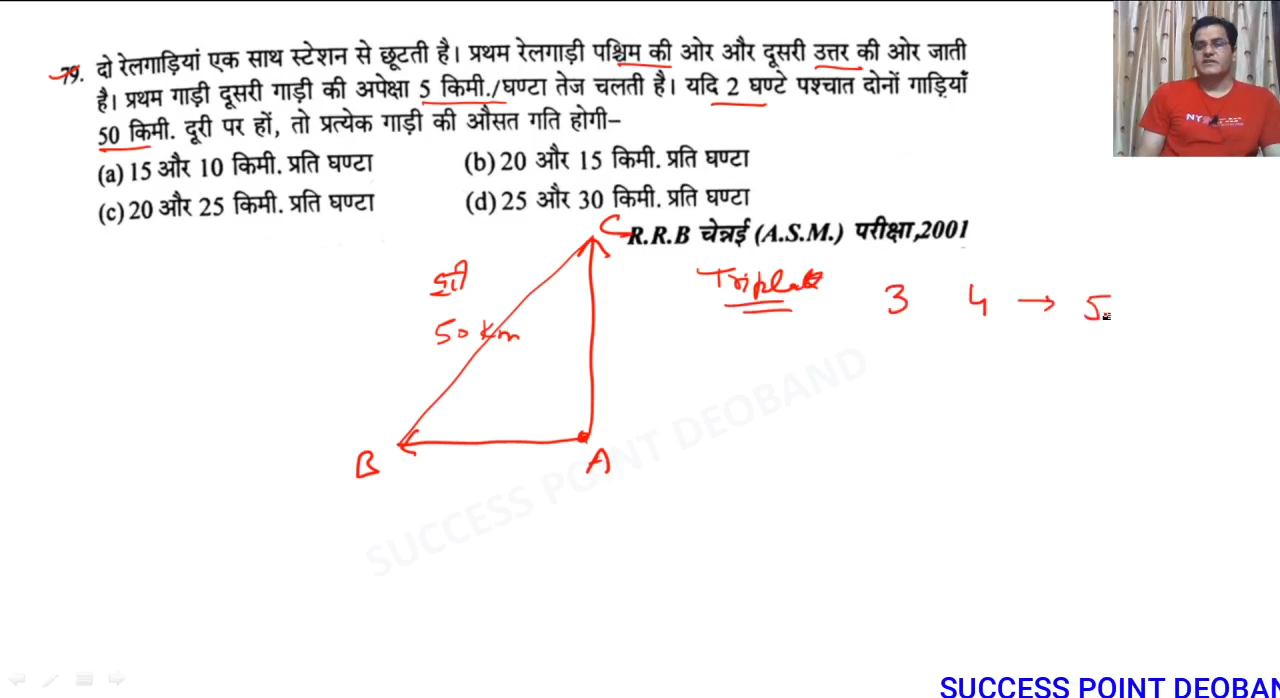 79. दो रेलगाड़ियां एक साथ स्टेशन से छूटती है। प्रथम रेलगाड़ी पश्चिम की ओर और दूसरी उत्तर की ओर जाती
है। प्रथम गाड़ी दूसरी गाड़ी की अपेक्षा 5 किमी./घण्टा तेज चलती है। यदि 2 घण्टे पश्चात दोनों गाड़ियाँ
50 किमी. दूरी पर हों, तो प्रत्येक गाड़ी की औसत गति होगी–
(a) 15 और 10 किमी. प्रति घण्टा (b) 20 और 15 किमी. प्रति घण्टा
(c) 20 और 25 किमी. प्रति घण्टा (d) 25 और 30 किमी. प्रति घण्टा
R.R.B चेन्नई (A.S.M.) परीक्षा,2001
C
Triplet 3 4 → 5
50 km
B A
NY
SUCCESS POINT DEOBAND
SUCCESS POINT DEOBAN